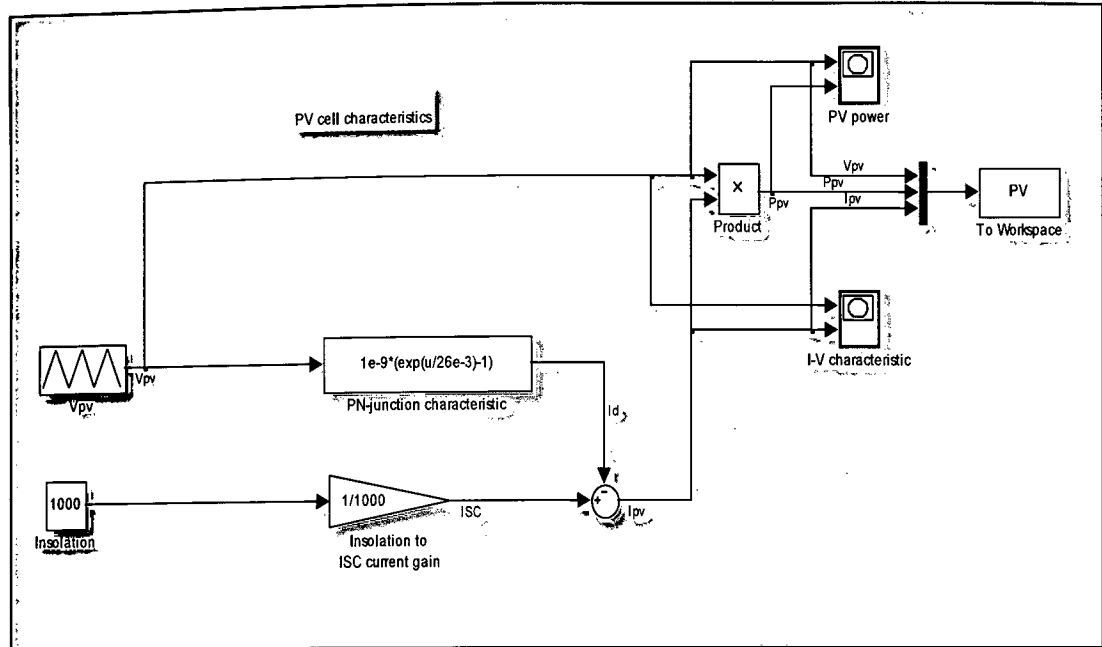 PV power
PV cell characteristics
Vpv
Ppv
Ipv
×
Ppv
PV
Product
To Workspace
I-V characteristic
Vpv
Vpv
1e-9*(exp(u/26e-3)-1)
PN-junction characteristic
Id
1000
Insolation
1/1000
ISC
Insolation to
ISC current gain
+
-
Ipv